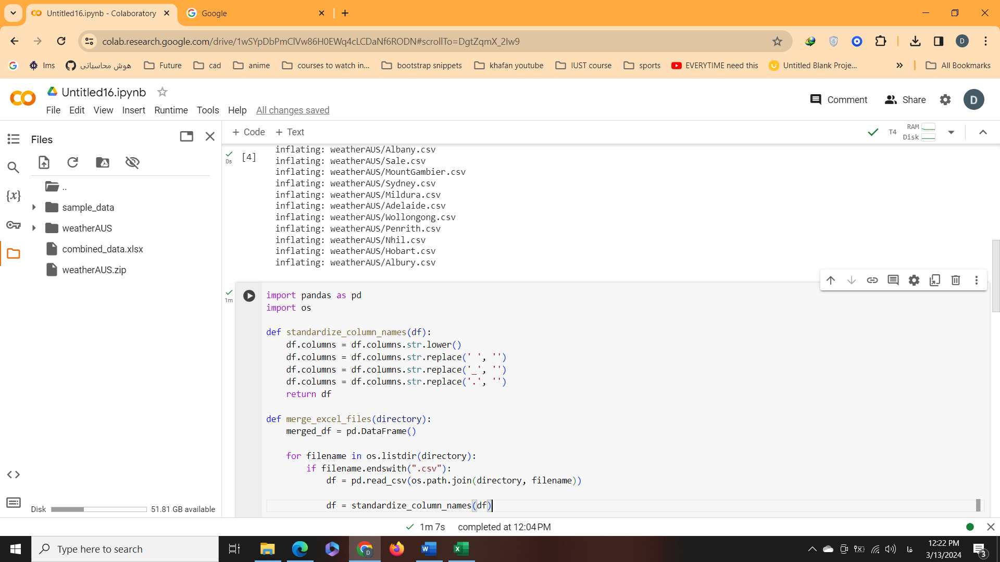 Untitled16.ipynb - Colaboratory
Google
colab.research.google.com/drive/1wSYpDbPmClVw86H0EWq4cLCDaNf6RODN#scrollTo=DgtZqmX_2Iw9
D
lms
هوش محاسباتی
Future
cad
anime
courses to watch in...
bootstrap snippets
khafan youtube
IUST course
sports
EVERYTIME need this
Untitled Blank Proje...
All Bookmarks
Untitled16.ipynb
Comment
Share
D
File Edit View Insert Runtime Tools Help All changes saved
Files
+ Code + Text
T4
RAM
Disk
..
sample_data
weatherAUS
combined_data.xlsx
weatherAUS.zip
{x}
0s
[4]
inflating: weatherAUS/Albany.csv
inflating: weatherAUS/Sale.csv
inflating: weatherAUS/MountGambier.csv
inflating: weatherAUS/Sydney.csv
inflating: weatherAUS/Mildura.csv
inflating: weatherAUS/Adelaide.csv
inflating: weatherAUS/Wollongong.csv
inflating: weatherAUS/Penrith.csv
inflating: weatherAUS/Nhil.csv
inflating: weatherAUS/Hobart.csv
inflating: weatherAUS/Albury.csv
1m
import pandas as pd
import os
def standardize_column_names(df):
df.columns = df.columns.str.lower()
df.columns = df.columns.str.replace(' ', '')
df.columns = df.columns.str.replace('_', '')
df.columns = df.columns.str.replace('.', '')
return df
def merge_excel_files(directory):
merged_df = pd.DataFrame()
for filename in os.listdir(directory):
if filename.endswith(".csv"):
df = pd.read_csv(os.path.join(directory, filename))
df = standardize_column_names(df)
Disk
51.81 GB available
1m 7s completed at 12:04 PM
Type here to search
فا
12:22 PM
3/13/2024
3